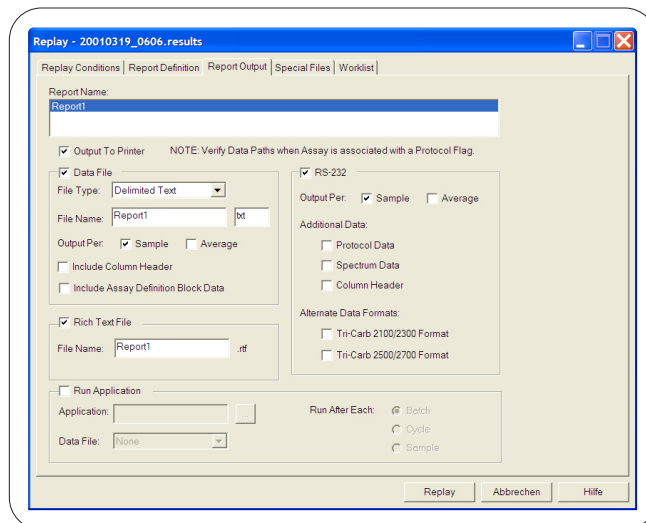 Replay - 20010319_0606.results
Replay Conditions Report Definition Report Output Special Files Worklist
Report Name:
Report1
Output To Printer NOTE: Verify Data Paths when Assay is associated with a Protocol Flag.
Data File
File Type: Delimited Text
File Name: Report1 txt
Output Per: Sample Average
Include Column Header
Include Assay Definition Block Data
Rich Text File
File Name: Report1 .rtf
RS-232
Output Per: Sample Average
Additional Data:
Protocol Data
Spectrum Data
Column Header
Alternate Data Formats:
Tri-Carb 2100/2300 Format
Tri-Carb 2500/2700 Format
Run Application
Application: ...
Data File: None
Run After Each: Batch
Cycle
Sample
Replay Abbrechen Hilfe